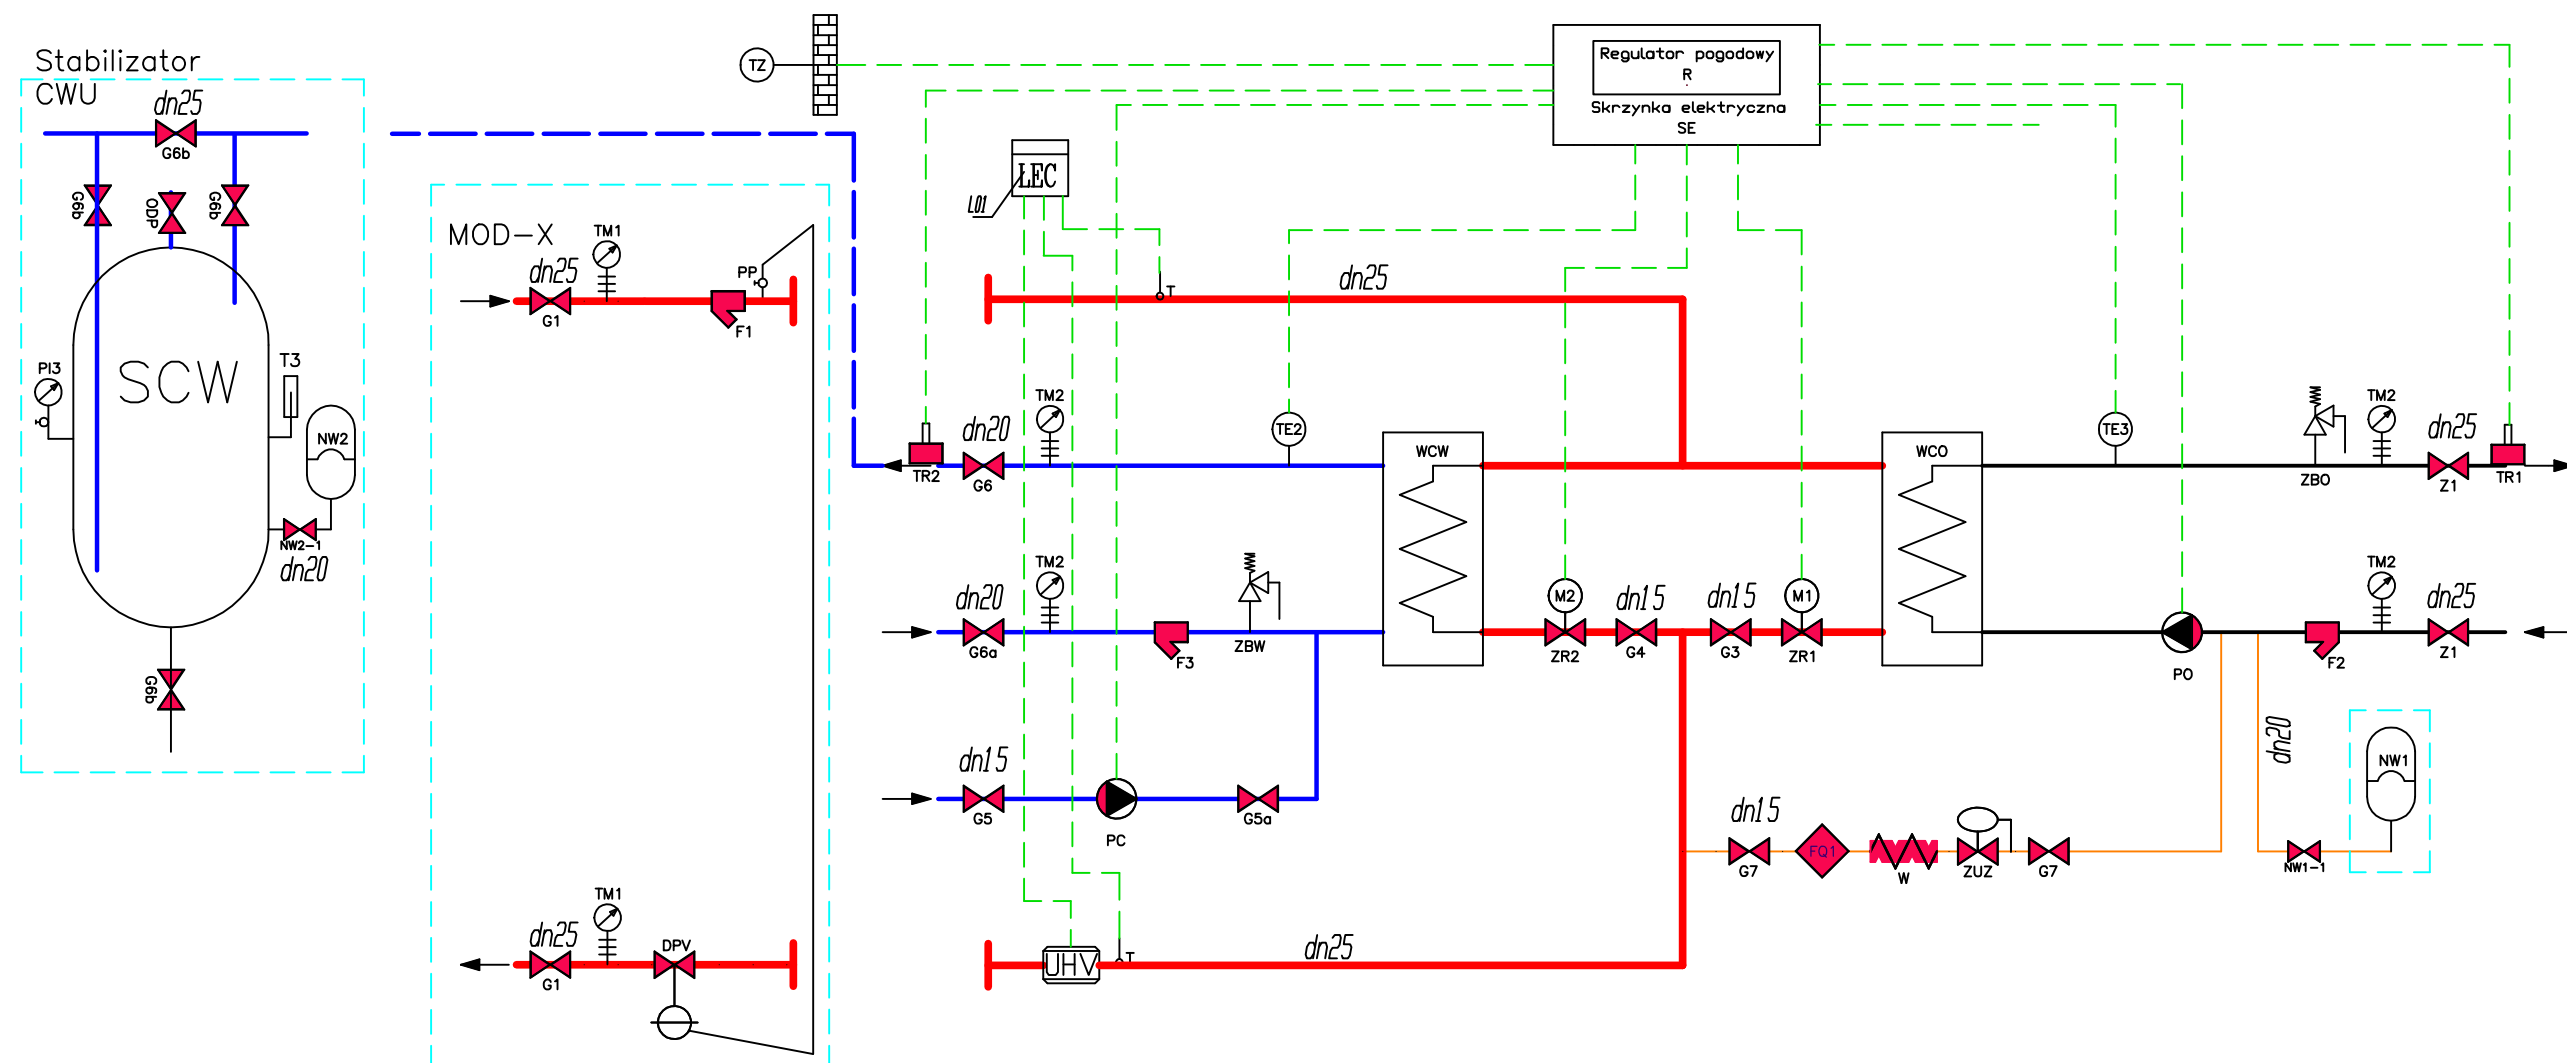 Stabilizator
CWU
dn25
G6b
G6b
ODP
G6b
SCW
PI3
T3
NW2
NW2-1
dn20
G6b
MOD-X
dn25
TM1
G1
F1
PP
dn25
TM1
G1
DPV
TZ
Regulator pogodowy
R
Skrzynka elektryczna
SE
LEC
L01
T
dn25
TR2
dn20
G6
TM2
TE2
WCW
WCO
TE3
ZBO
TM2
dn25
Z1
TR1
dn20
G6a
TM2
F3
ZBW
M2
ZR2
dn15
G4
dn15
G3
M1
ZR1
PO
F2
TM2
dn25
Z1
dn15
G5
PC
G5a
dn20
NW1
NW1-1
dn15
G7
FQ1
W
ZUZ
G7
UHV
T
dn25